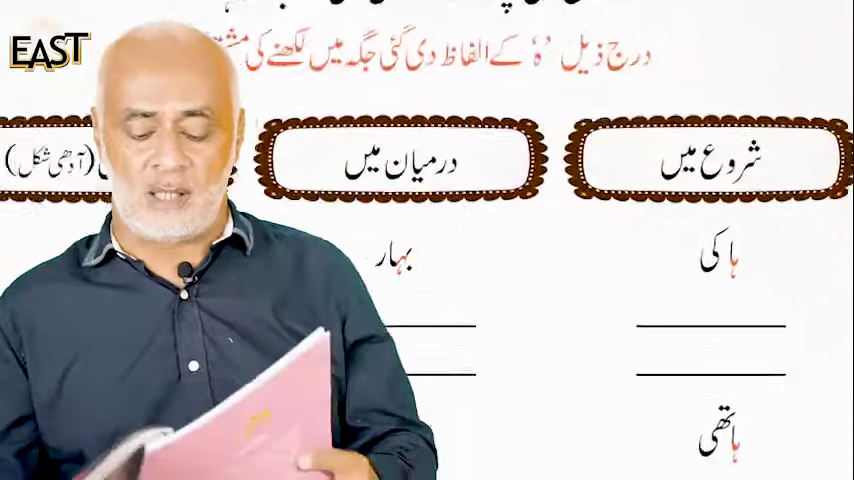 EAST
درج ذیل 'ہ' کے الفاظ دی گئی جگہ میں لکھنے کی
شروع میں
درمیان میں
(آدھی شکل)
ہاکی
بہار
ہاتھی